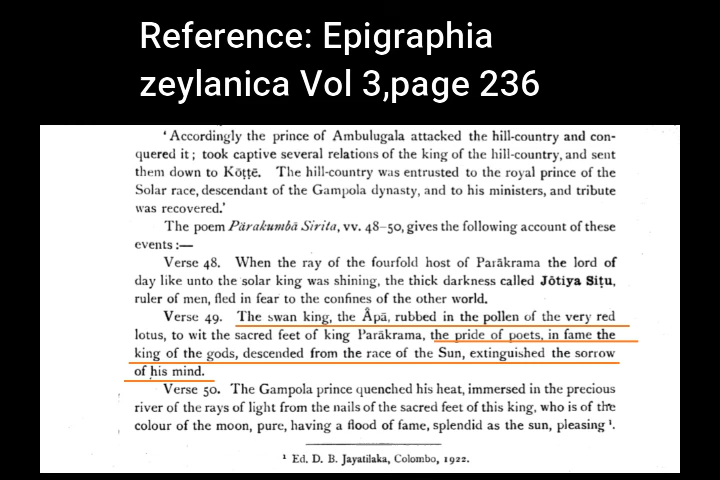 Reference: Epigraphia
zeylanica Vol 3,page 236
‘Accordingly the prince of Ambulugala attacked the hill-country and con-
quered it; took captive several relations of the king of the hill-country, and sent
them down to Kōṭṭē. The hill-country was entrusted to the royal prince of the
Solar race, descendant of the Gampola dynasty, and to his ministers, and tribute
was recovered.’
The poem Pärakumbā Sirita, vv. 48–50, gives the following account of these
events :—
Verse 48. When the ray of the fourfold host of Parākrama the lord of
day like unto the solar king was shining, the thick darkness called Jōtiya Siṭu,
ruler of men, fled in fear to the confines of the other world.
Verse 49. The swan king, the Âpā, rubbed in the pollen of the very red
lotus, to wit the sacred feet of king Parākrama, the pride of poets, in fame the
king of the gods, descended from the race of the Sun, extinguished the sorrow
of his mind.
Verse 50. The Gampola prince quenched his heat, immersed in the precious
river of the rays of light from the nails of the sacred feet of this king, who is of the
colour of the moon, pure, having a flood of fame, splendid as the sun, pleasing ¹.
¹ Ed. D. B. Jayatilaka, Colombo, 1922.